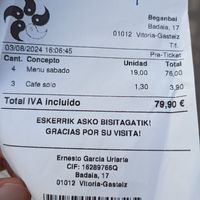 Beganbai
Badaia, 17
01012 Vitoria-Gasteiz
Tlf.
03/08/2024 16:06:45
Pre-Ticket
Cant. Concepto Unidad Total
4 Menu sabado 19,00 76,00
3 Cafe solo 1,30 3,90
Total IVA incluido 79,90 €
ESKERRIK ASKO BISITAGATIK!
GRACIAS POR SU VISITA!
Ernesto Garcia Uriarte
CIF: 16289766Q
Badaia, 17
01012 Vitoria-Gasteiz